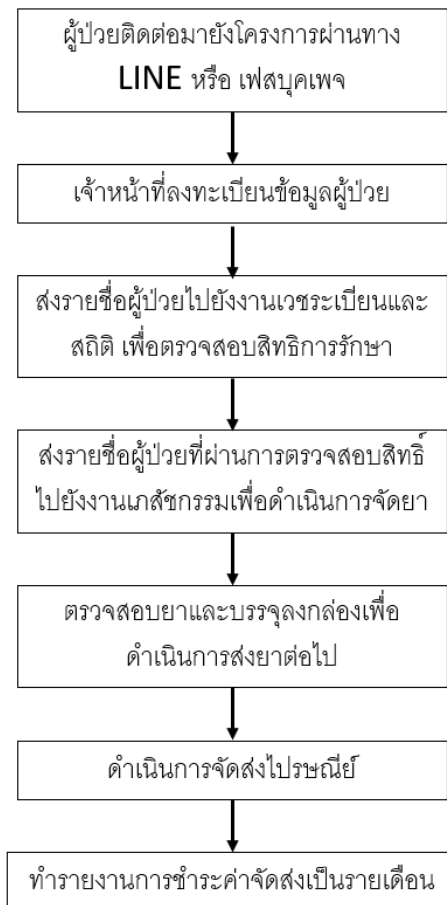 ผู้ป่วยติดต่อมายังโครงการผ่านทาง
LINE หรือ เฟสบุคเพจ
เจ้าหน้าที่ลงทะเบียนข้อมูลผู้ป่วย
ส่งรายชื่อผู้ป่วยไปยังงานเวชระเบียนและ
สถิติ เพื่อตรวจสอบสิทธิการรักษา
ส่งรายชื่อผู้ป่วยที่ผ่านการตรวจสอบสิทธิ์
ไปยังงานเภสัชกรรมเพื่อดำเนินการจัดยา
ตรวจสอบยาและบรรจุลงกล่องเพื่อ
ดำเนินการส่งยาต่อไป
ดำเนินการจัดส่งไปรษณีย์
ทำรายงานการชำระค่าจัดส่งเป็นรายเดือน